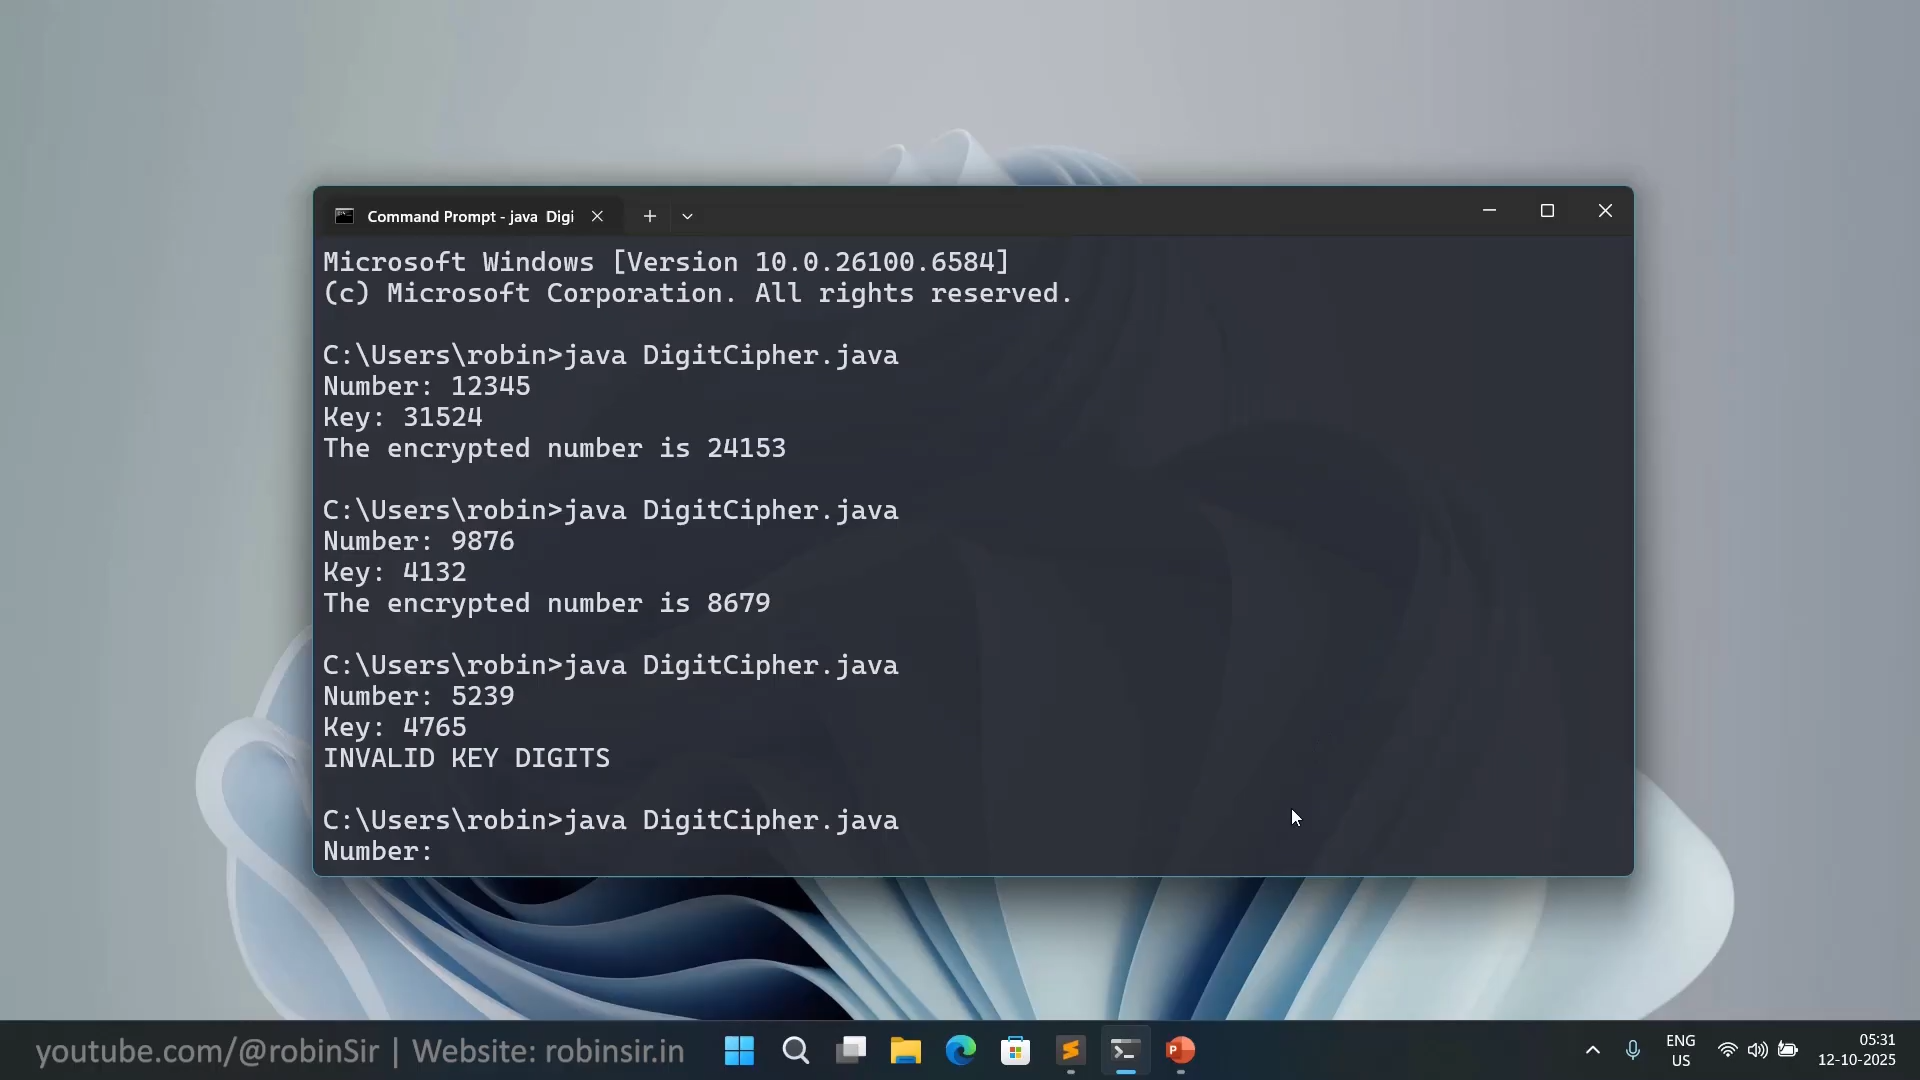 Command Prompt - java Digi
Microsoft Windows [Version 10.0.26100.6584]
(c) Microsoft Corporation. All rights reserved.
C:\Users\robin>java DigitCipher.java
Number: 12345
Key: 31524
The encrypted number is 24153
C:\Users\robin>java DigitCipher.java
Number: 9876
Key: 4132
The encrypted number is 8679
C:\Users\robin>java DigitCipher.java
Number: 5239
Key: 4765
INVALID KEY DIGITS
C:\Users\robin>java DigitCipher.java
Number:
youtube.com/@robinSir | Website: robinsir.in
ENG
US
05:31
12-10-2025